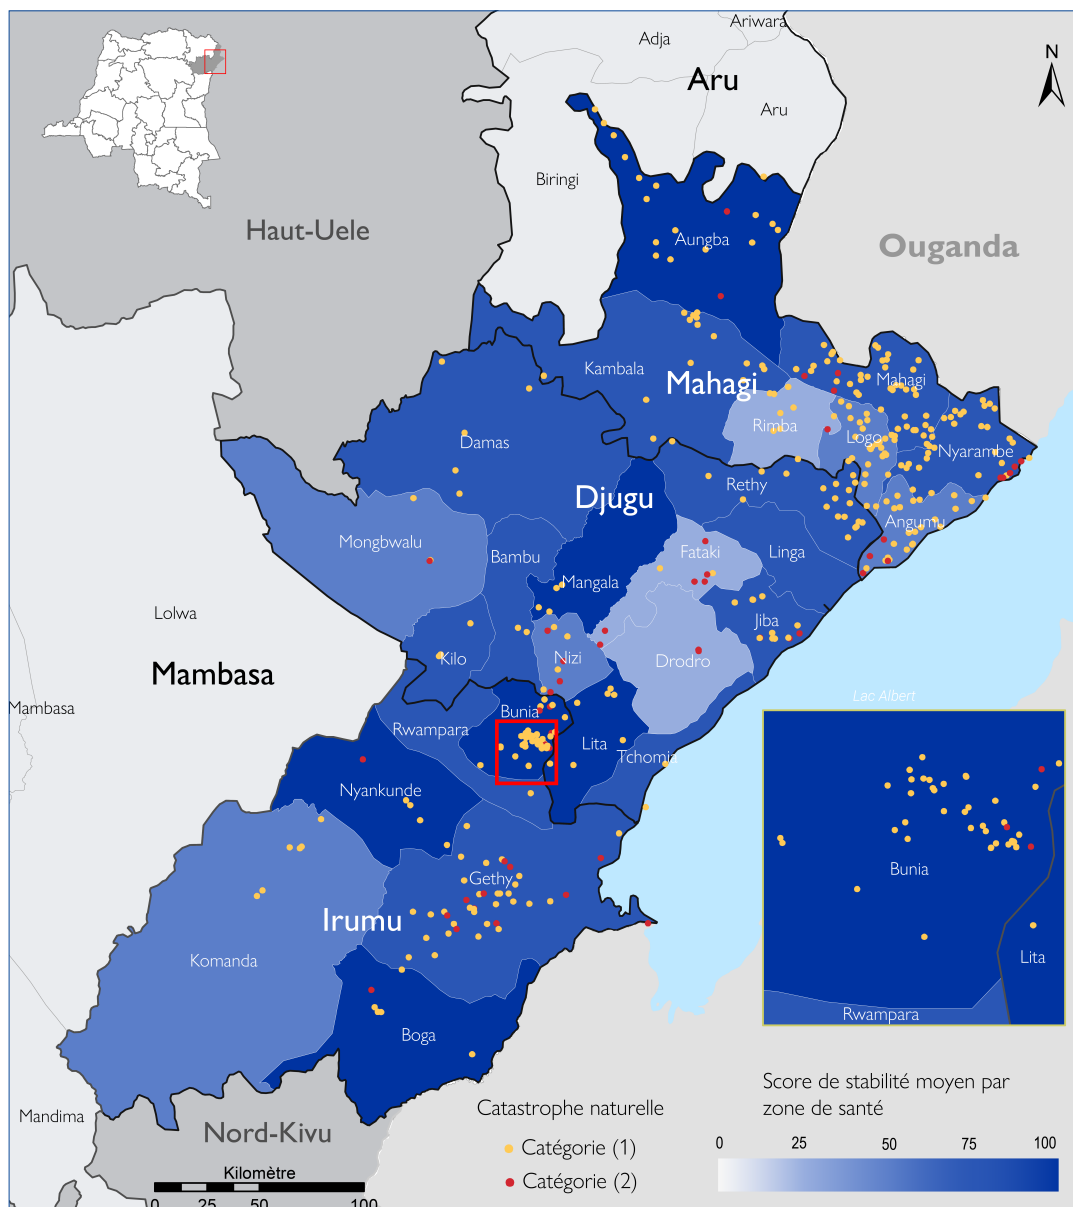 Ariwara
Adja
N
Aru
Aru
Biringi
Haut-Uele
Aungba
Ouganda
Kambala
Mahagi
Mahagi
Rimba
Logo
Damas
Nyarambe
Rethy
Djugu
Angumu
Mongbwalu
Bambu
Fataki
Linga
Mangala
Lolwa
Jiba
Kilo
Nizi
Drodro
Mambasa
Lac Albert
Mambasa
Bunia
Rwampara
Lita
Tchomia
Nyankunde
Bunia
Gethy
Irumu
Komanda
Lita
Rwampara
Boga
Score de stabilité moyen par
zone de santé
Catastrophe naturelle
Mandima
Nord-Kivu
Catégorie (1)
0 25 50 75 100
Kilomètre
Catégorie (2)
0 25 50 100